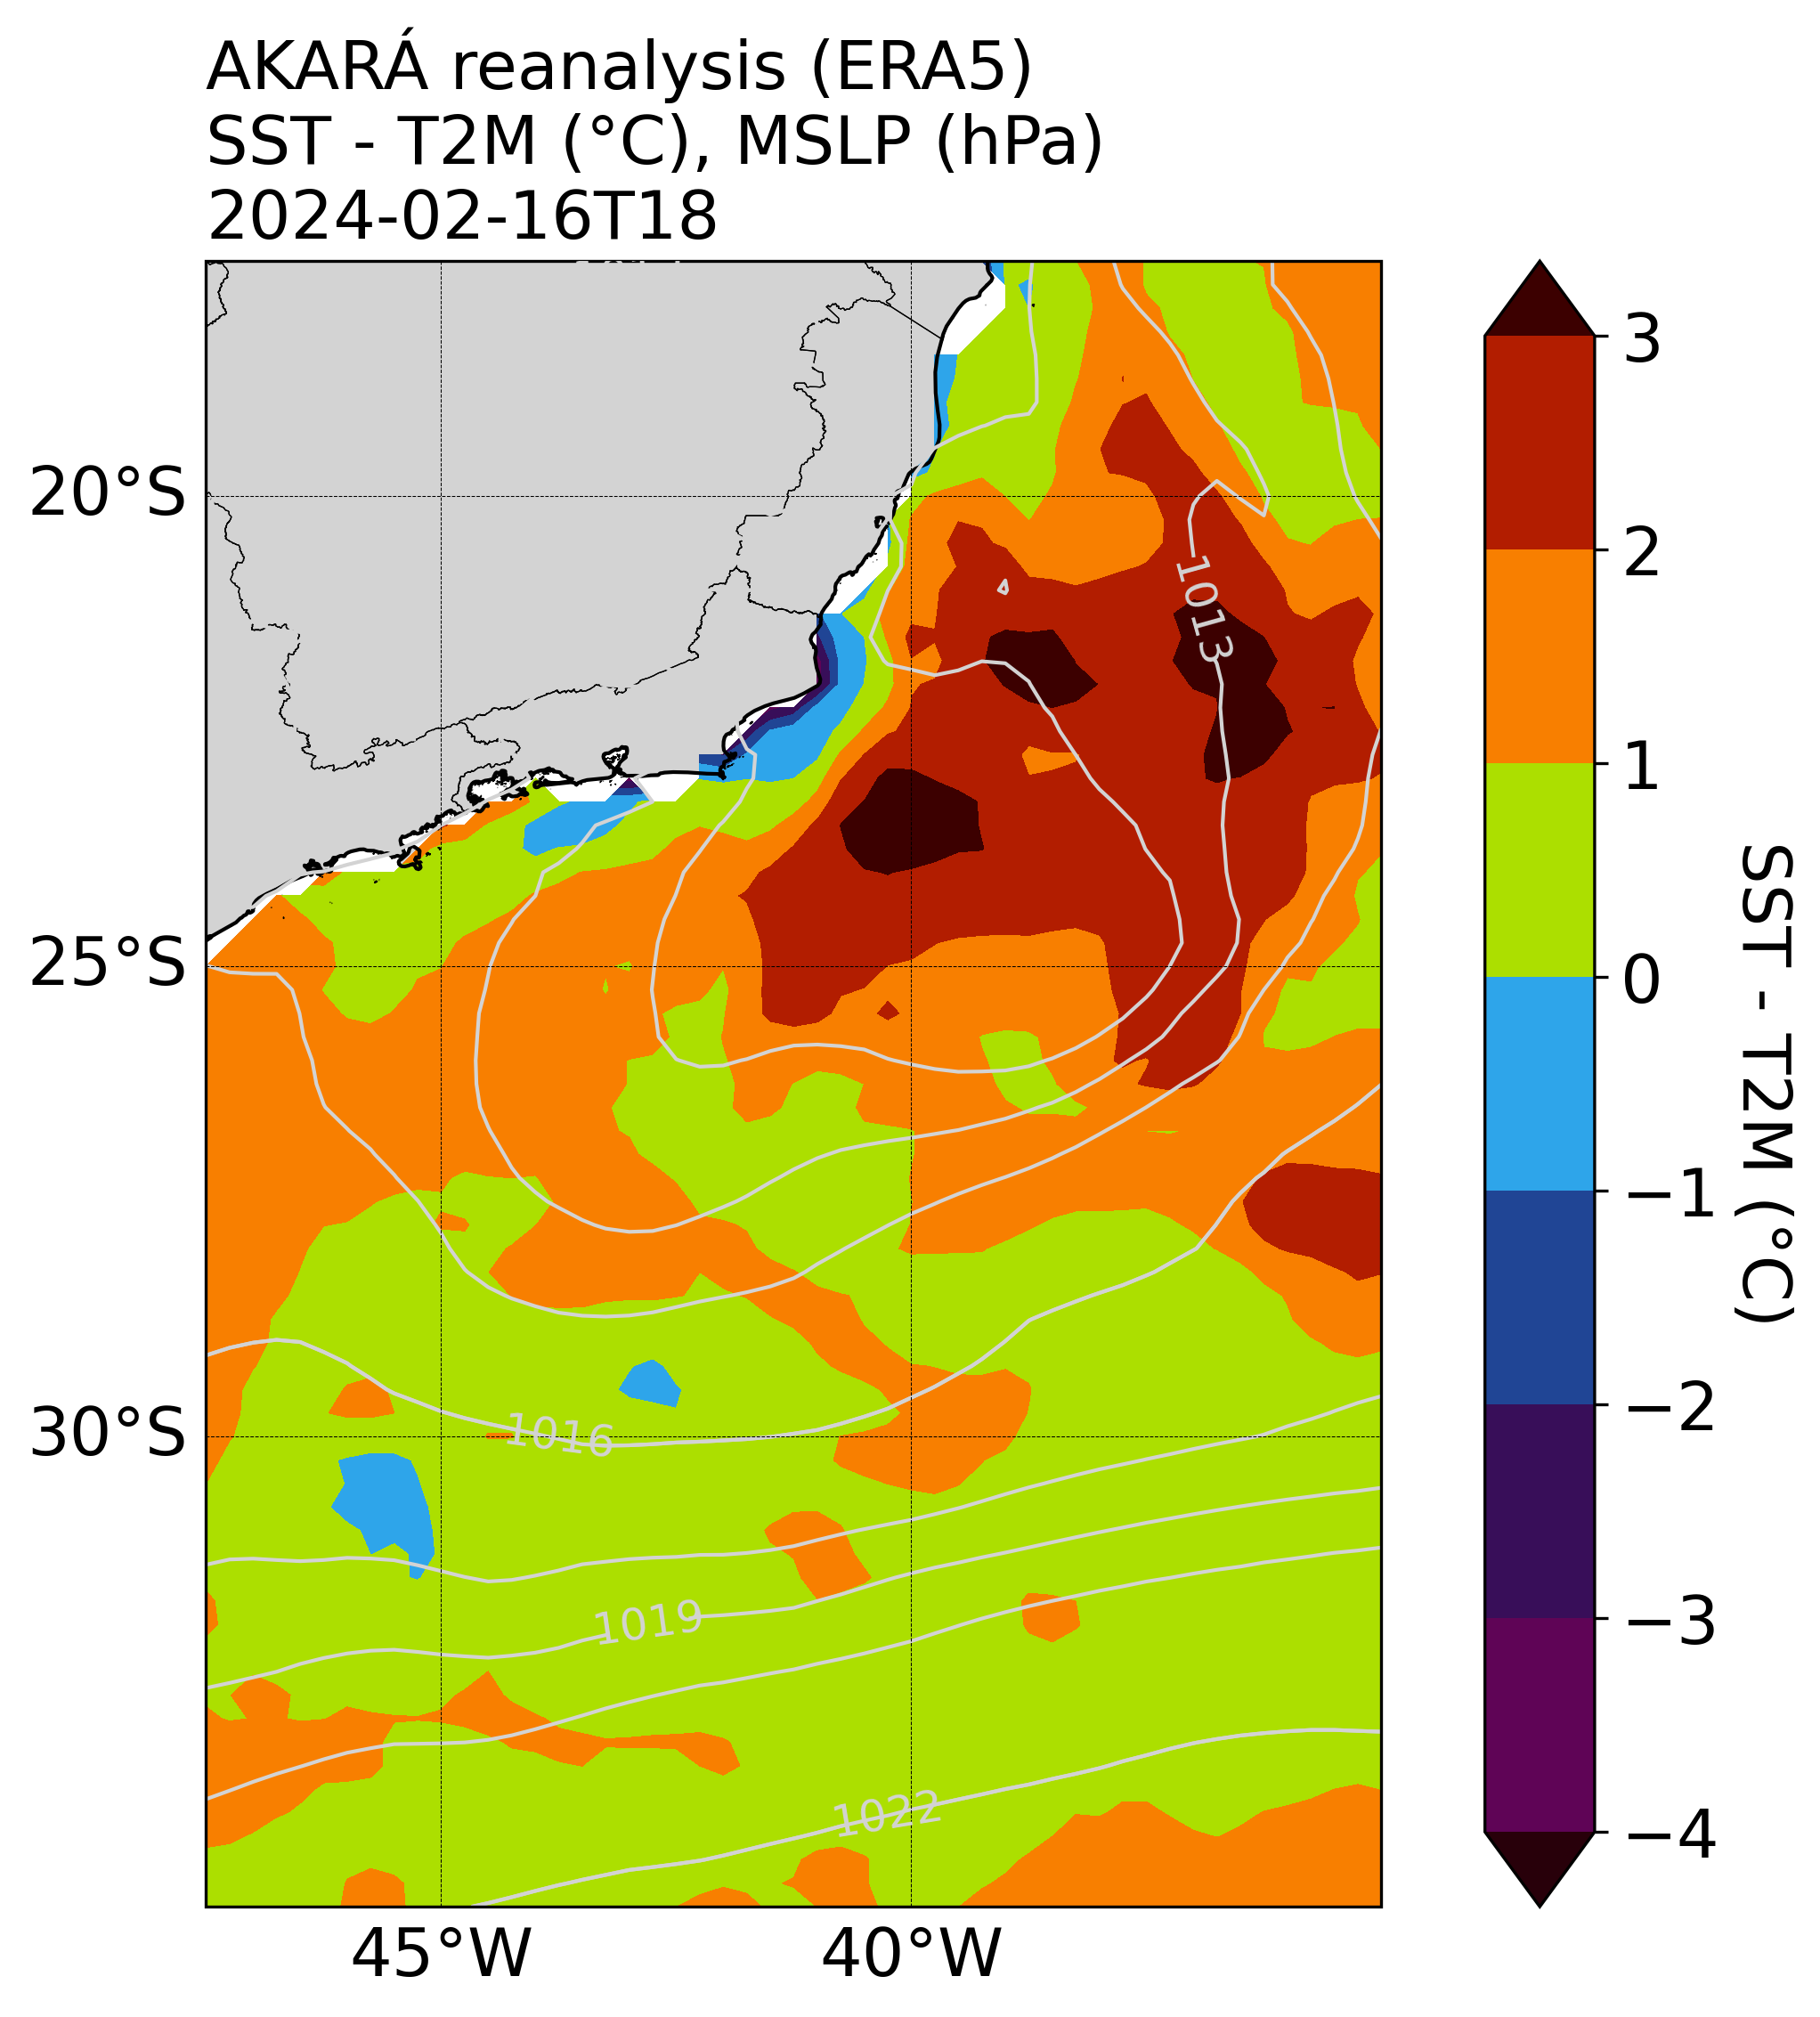 AKARÁ reanalysis (ERA5)
SST - T2M (°C), MSLP (hPa)
2024-02-16T18
20°S
25°S
30°S
45°W
40°W
1013
1016
1019
1022
3
2
1
0
−1
−2
−3
−4
SST - T2M (°C)